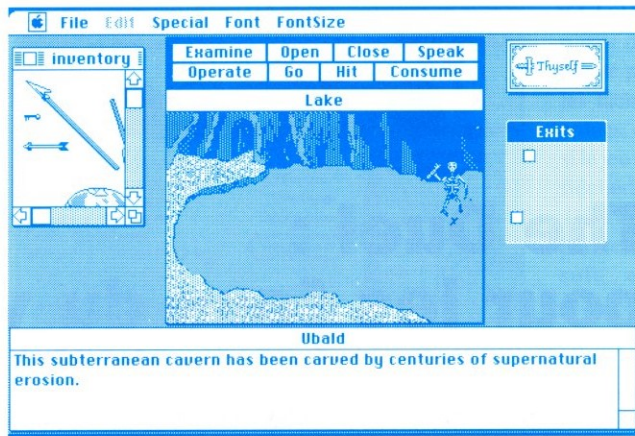 File Edit Special Font FontSize
inventory
Examine Open Close Speak
Operate Go Hit Consume
Lake
Thyself
Exits
Ubald
This subterranean cavern has been carved by centuries of supernatural
erosion.